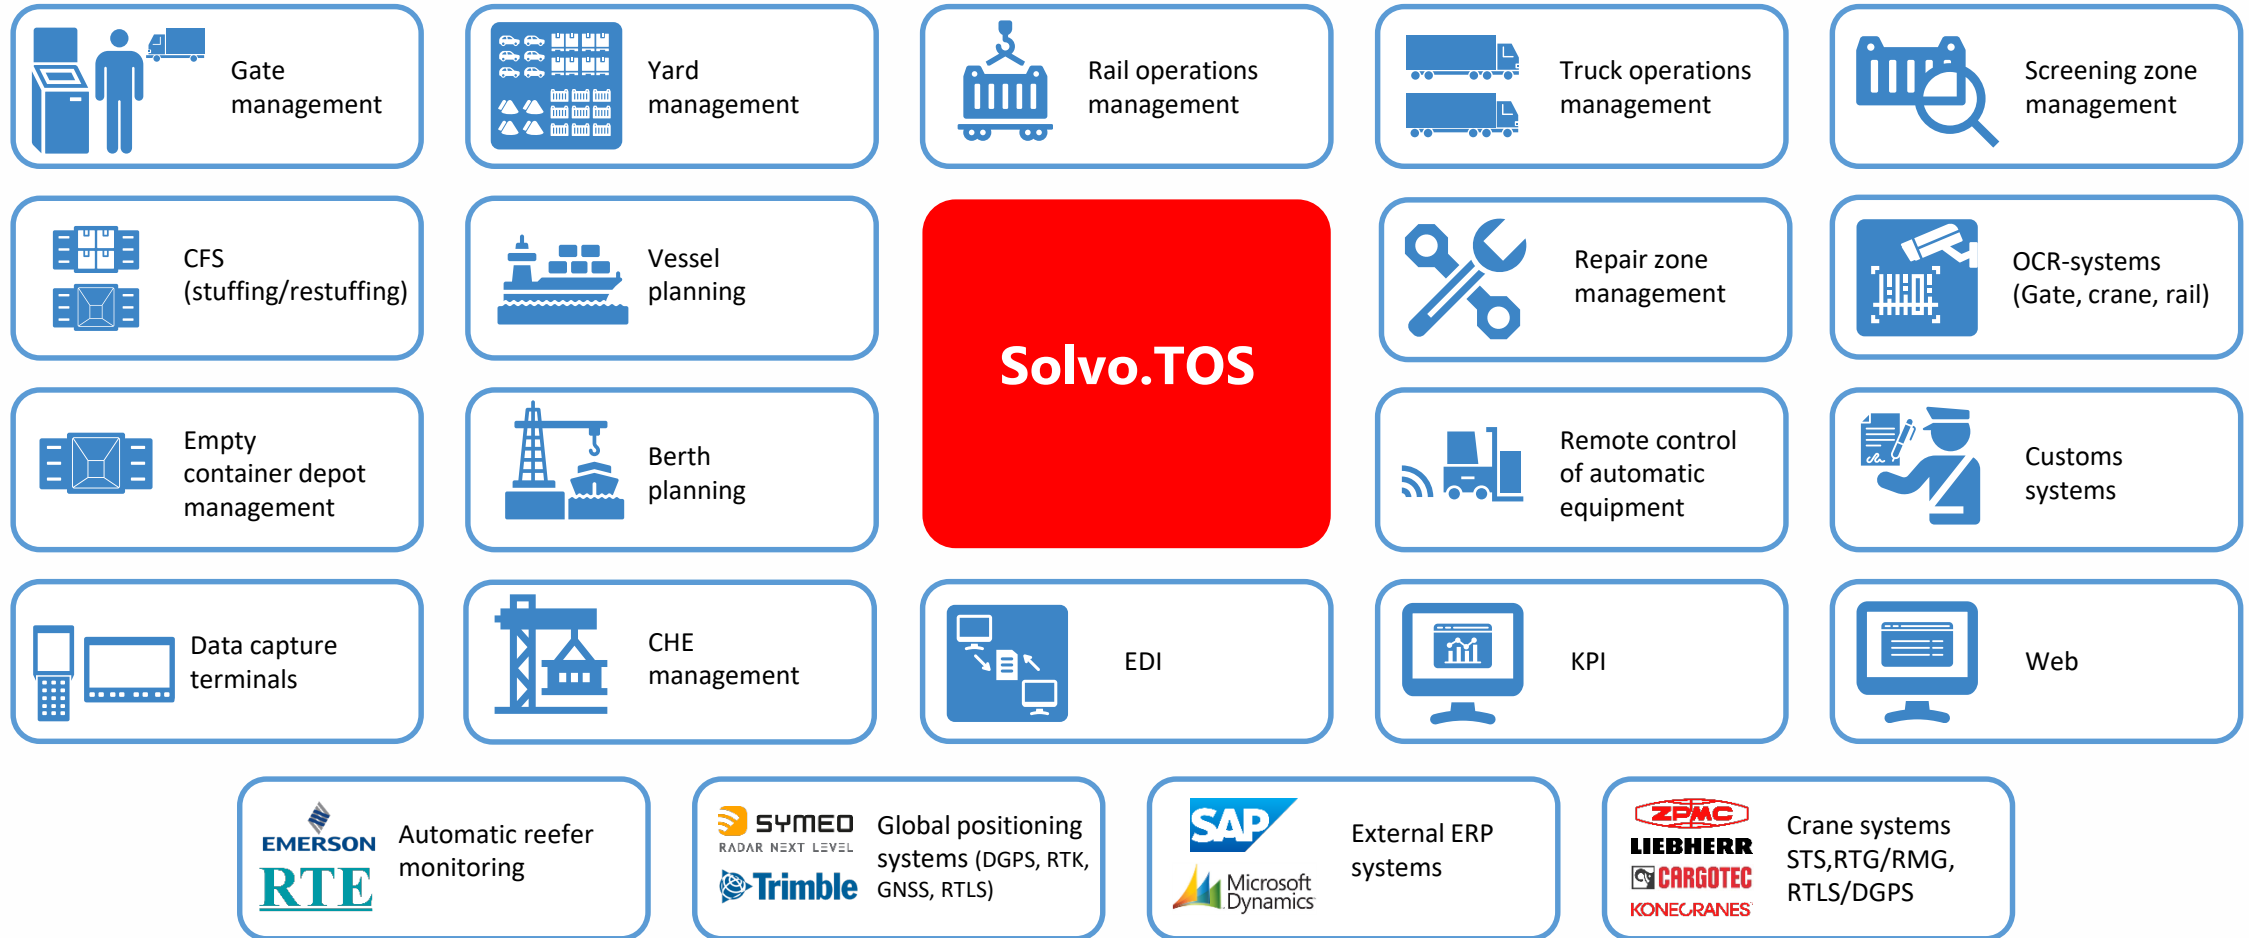 Gate
management
Yard
management
Rail operations
management
Truck operations
management
Screening zone
management
CFS
(stuffing/restuffing)
Vessel
planning
Solvo.TOS
Repair zone
management
OCR-systems
(Gate, crane, rail)
Empty
container depot
management
Berth
planning
Remote control
of automatic
equipment
Customs
systems
Data capture
terminals
CHE
management
EDI
KPI
Web
EMERSON
RTE
Automatic reefer
monitoring
SYMEO
RADAR NEXT LEVEL
Trimble
Global positioning
systems (DGPS, RTK,
GNSS, RTLS)
SAP
Microsoft
Dynamics
External ERP
systems
ZPMC
LIEBHERR
CARGOTEC
KONECRANES
Crane systems
STS,RTG/RMG,
RTLS/DGPS